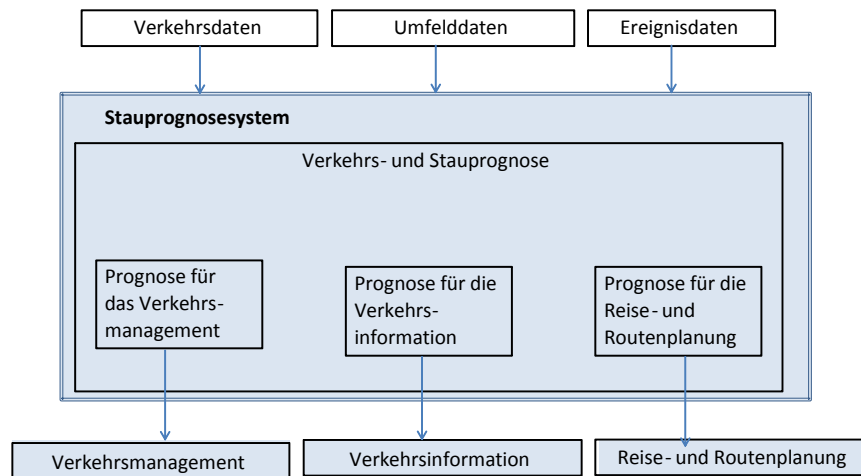 Verkehrsdaten
Umfelddaten
Ereignisdaten
Stauprognosesystem
Verkehrs- und Stauprognose
Prognose für
das Verkehrs-
management
Prognose für die
Verkehrs-
information
Prognose für die
Reise- und
Routenplanung
Verkehrsmanagement
Verkehrsinformation
Reise- und Routenplanung